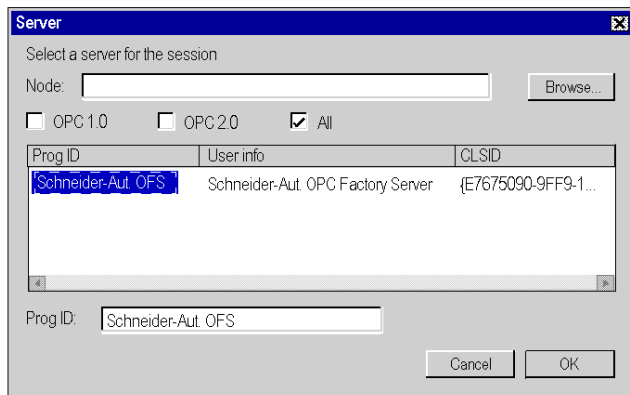 Server
Select a server for the session
Node:
Browse...
OPC 1.0 OPC 2.0 All
Prog ID User info CLSID
Schneider-Aut. OFS Schneider-Aut. OPC Factory Server {E7675090-9FF9-1...
Prog ID: Schneider-Aut. OFS
Cancel OK